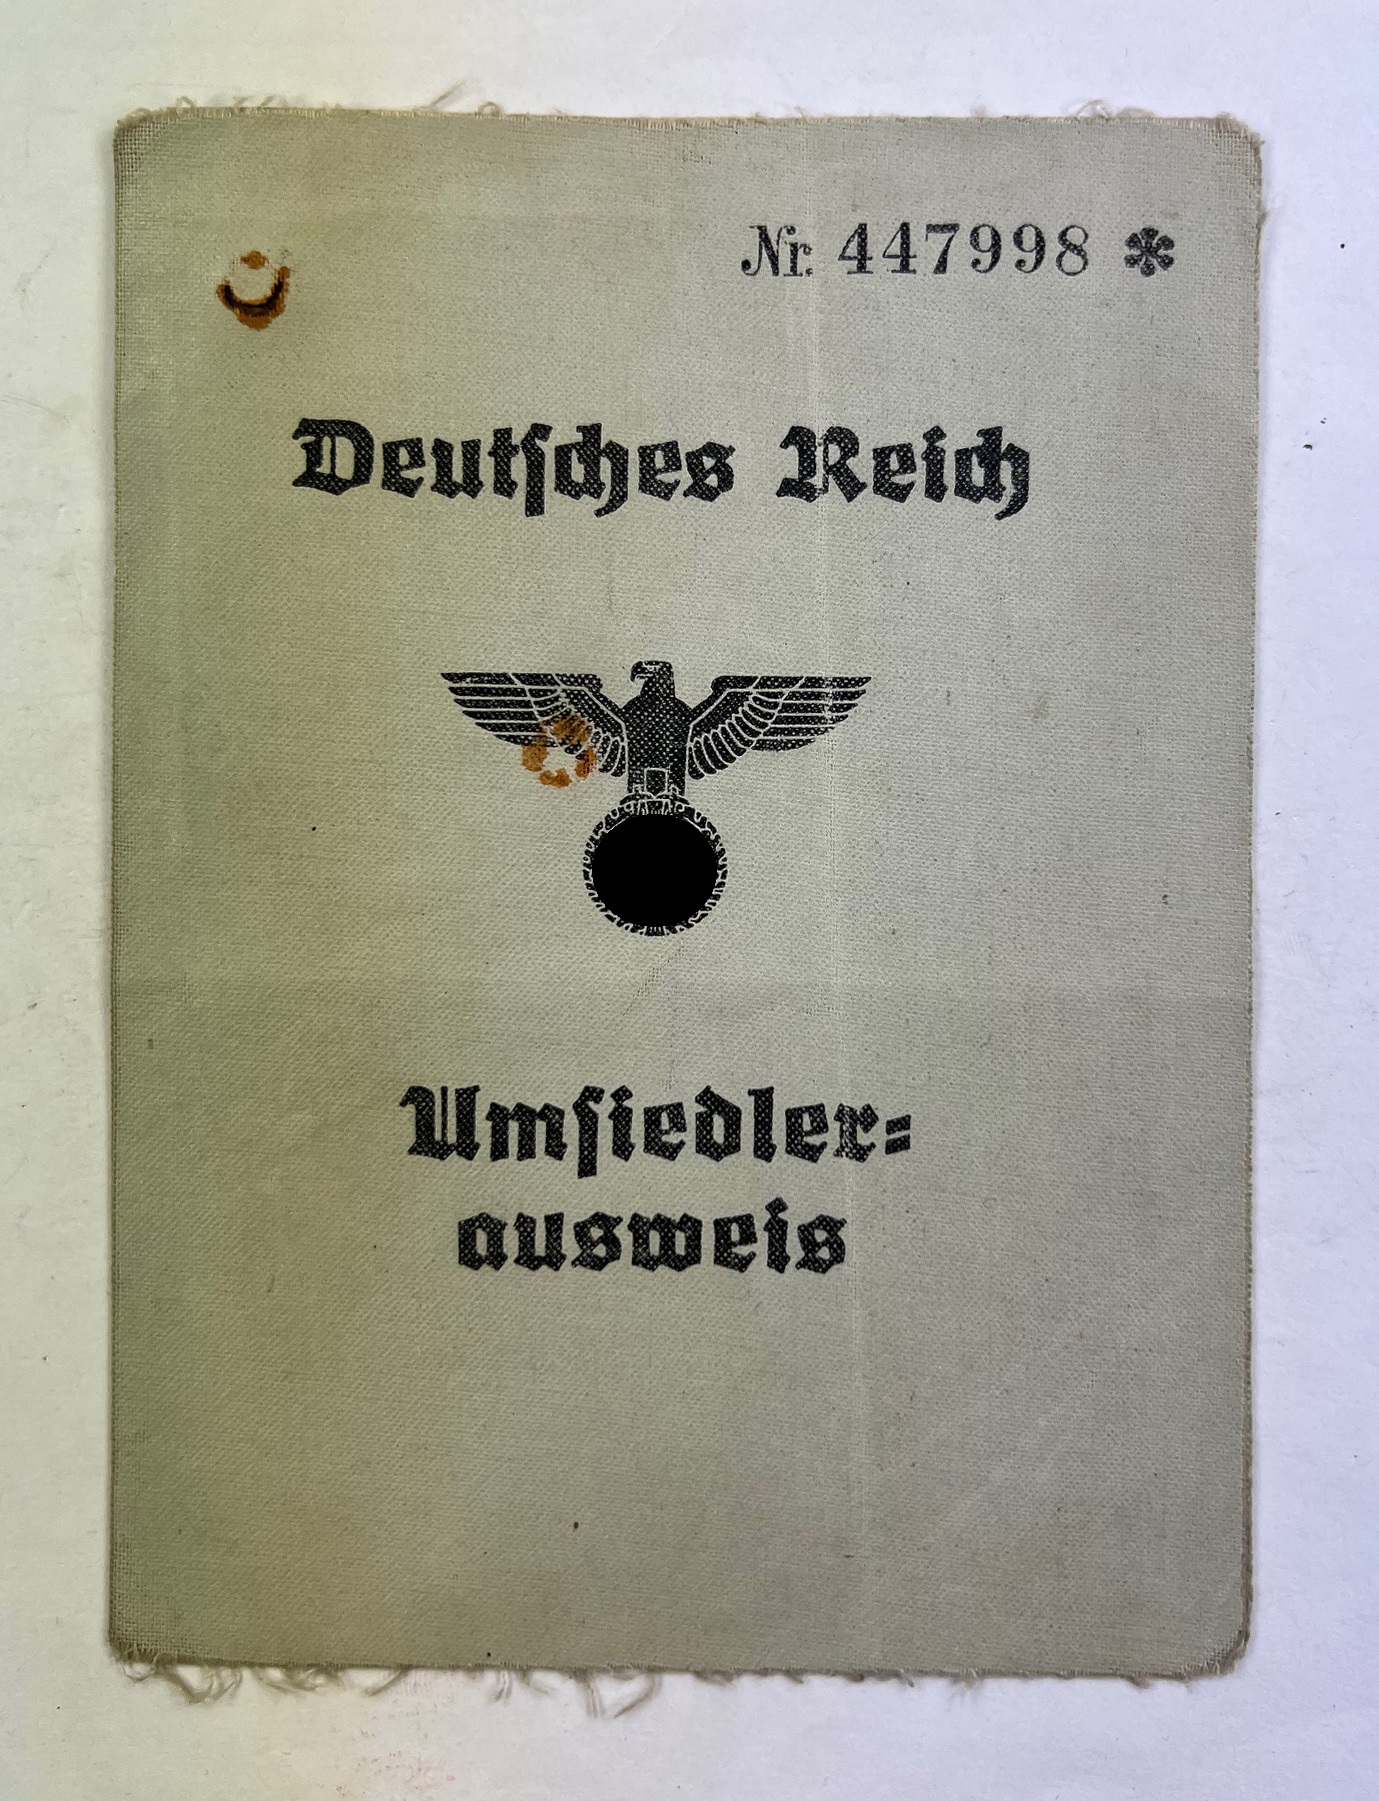 Nr. 447998 *
Deutsches Reich
Umsiedler=
ausweis